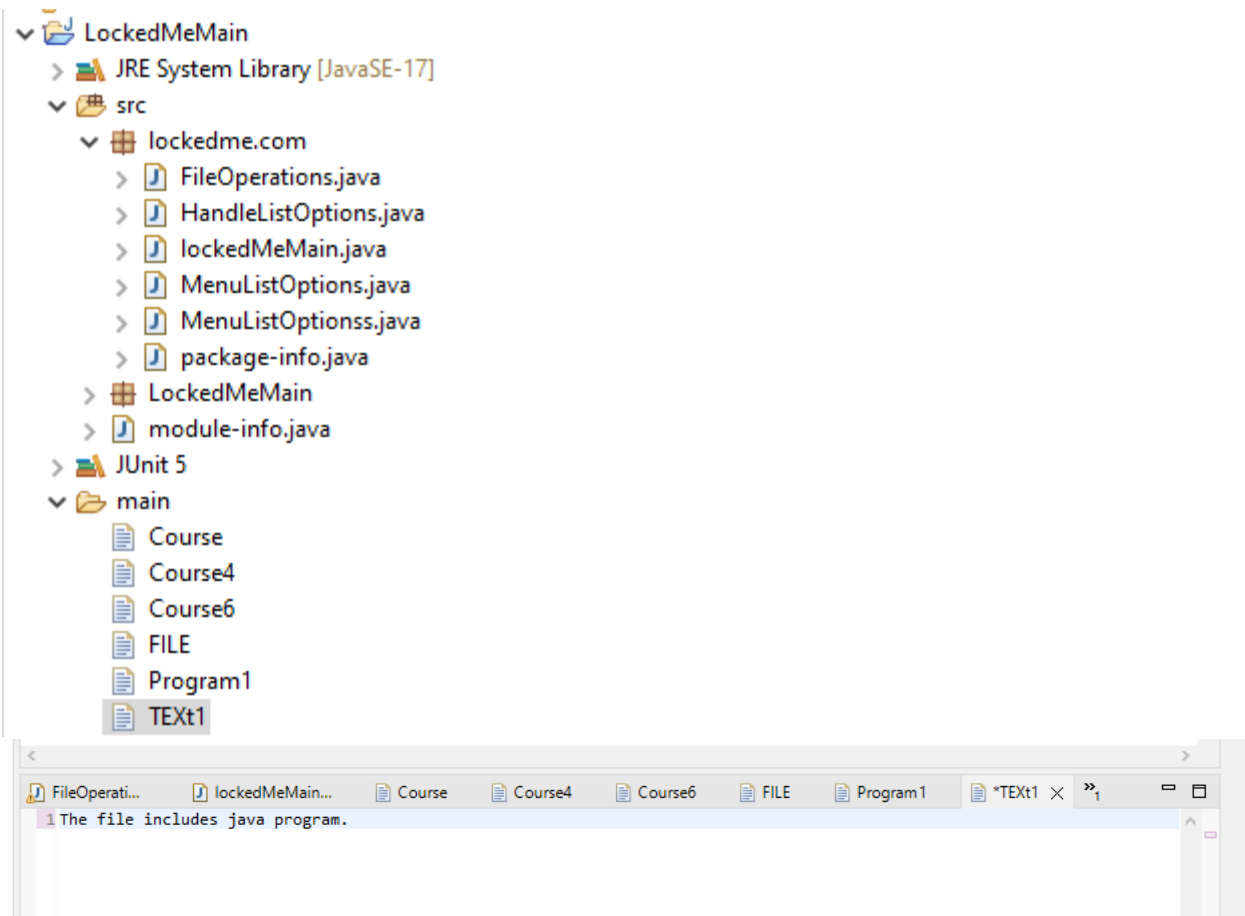 LockedMeMain
JRE System Library [JavaSE-17]
src
lockedme.com
FileOperations.java
HandleListOptions.java
lockedMeMain.java
MenuListOptions.java
MenuListOptionss.java
package-info.java
LockedMeMain
module-info.java
JUnit 5
main
Course
Course4
Course6
FILE
Program1
TEXt1
FileOperati... lockedMeMain... Course Course4 Course6 FILE Program1 *TEXt1 »1
1 The file includes java program.